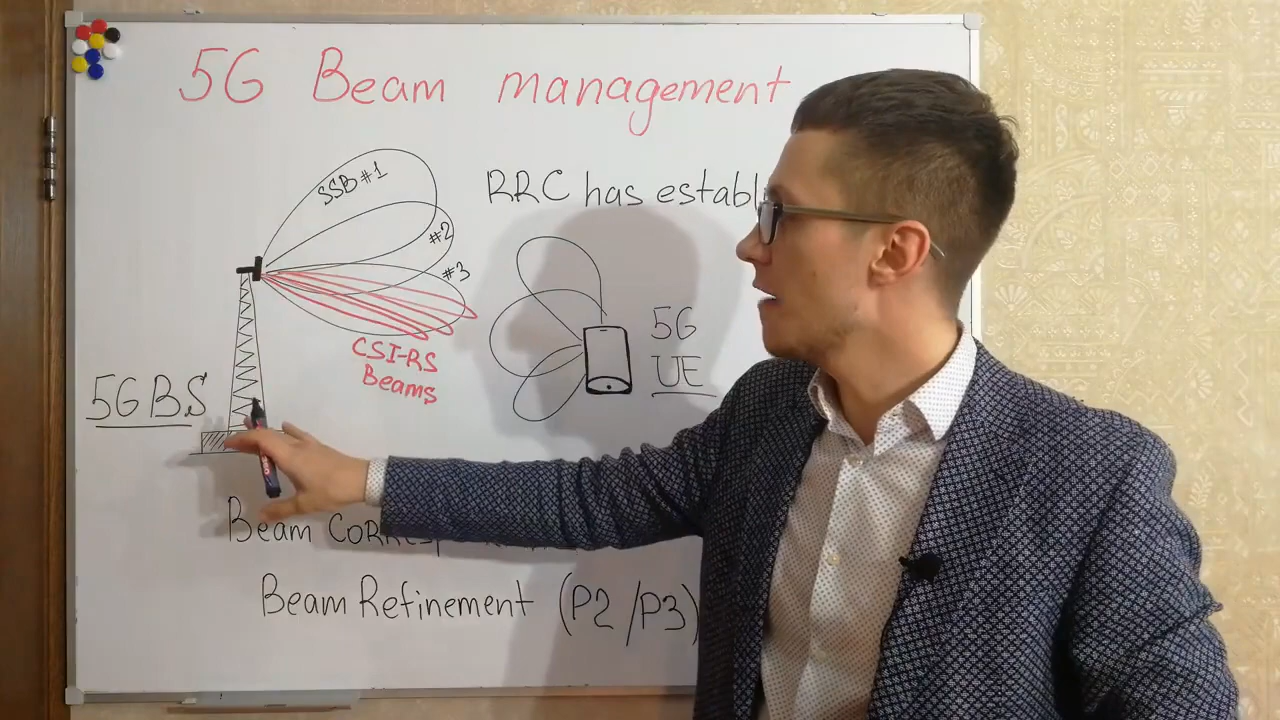 5G Beam management
SSB #1
#2
#3
RRC has establ
CSI-RS
Beams
5G
UE
5G BS
Beam
Beam Refinement (P2/P3)